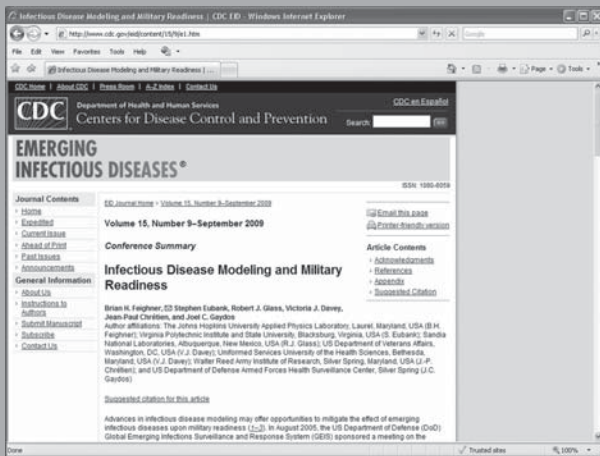 Infectious Disease Modeling and Military Readiness | CDC EID - Windows Internet Explorer
http://www.cdc.gov/eid/content/15/9/e1.htm
Google
File Edit View Favorites Tools Help
Infectious Disease Modeling and Military Readiness | ...
Page Tools
CDC Home | About CDC | Press Room | A-Z Index | Contact Us
CDC en Español
Department of Health and Human Services
CDC Centers for Disease Control and Prevention
Search:
EMERGING
INFECTIOUS DISEASES®
ISSN: 1080-6059
Journal Contents
Home
Expedited
Current Issue
Ahead of Print
Past Issues
Announcements
General Information
About Us
Instructions to
Authors
Submit Manuscript
Subscribe
Contact Us
EID Journal Home > Volume 15, Number 9–September 2009
Volume 15, Number 9–September 2009
Conference Summary
Infectious Disease Modeling and Military
Readiness
Brian H. Feighner, Stephen Eubank, Robert J. Glass, Victoria J. Davey,
Jean-Paul Chrétien, and Joel C. Gaydos
Author affiliations: The Johns Hopkins University Applied Physics Laboratory, Laurel, Maryland, USA (B.H.
Feighner); Virginia Polytechnic Institute and State University, Blacksburg, Virginia, USA (S. Eubank); Sandia
National Laboratories, Albuquerque, New Mexico, USA (R.J. Glass); US Department of Veterans Affairs,
Washington, DC, USA (V.J. Davey); Uniformed Services University of the Health Sciences, Bethesda,
Maryland, USA (V.J. Davey); Walter Reed Army Institute of Research, Silver Spring, Maryland, USA (J.-P.
Chrétien); and US Department of Defense Armed Forces Health Surveillance Center, Silver Spring (J.C.
Gaydos)
Suggested citation for this article
Advances in infectious disease modeling may offer opportunities to mitigate the effect of emerging
infectious diseases upon military readiness (1–3). In August 2005, the US Department of Defense (DoD)
Global Emerging Infections Surveillance and Response System (GEIS) sponsored a meeting on the
Email this page
Printer-friendly version
Article Contents
Acknowledgments
References
Appendix
Suggested Citation
Done
Trusted sites
100%